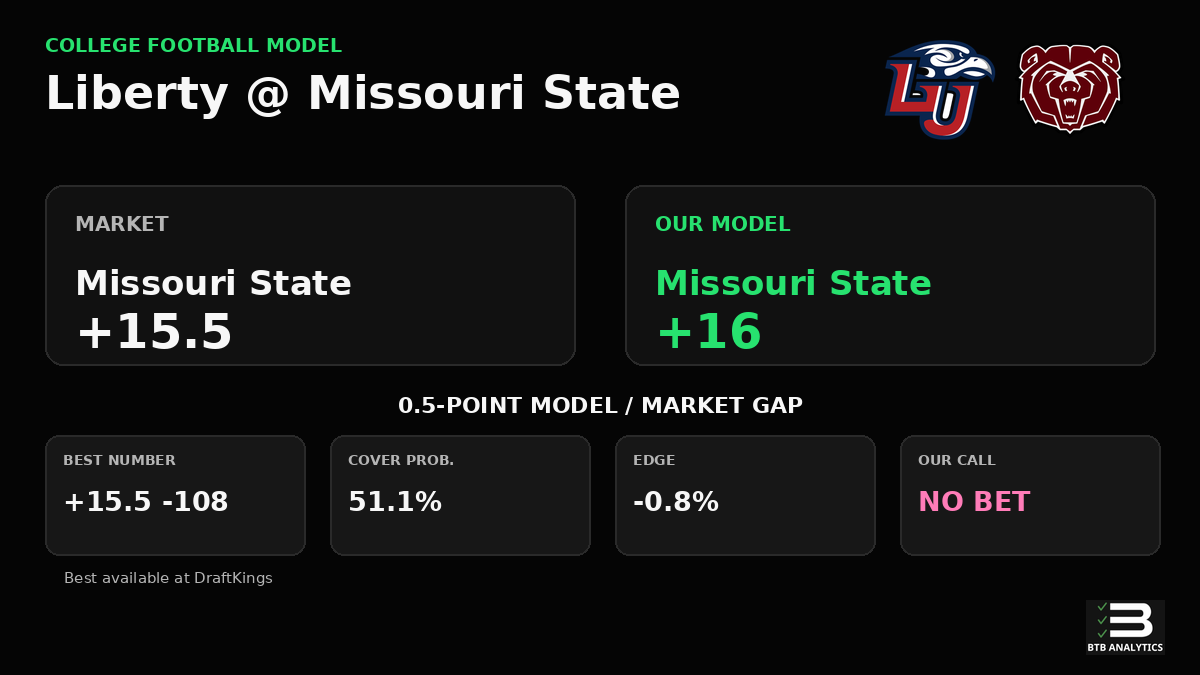 COLLEGE FOOTBALL MODEL
Liberty @ Missouri State
LU
MARKET
Missouri State
+15.5
OUR MODEL
Missouri State
+16
0.5-POINT MODEL / MARKET GAP
BEST NUMBER
+15.5 -108
COVER PROB.
51.1%
EDGE
-0.8%
OUR CALL
NO BET
Best available at DraftKings
B
BTB ANALYTICS